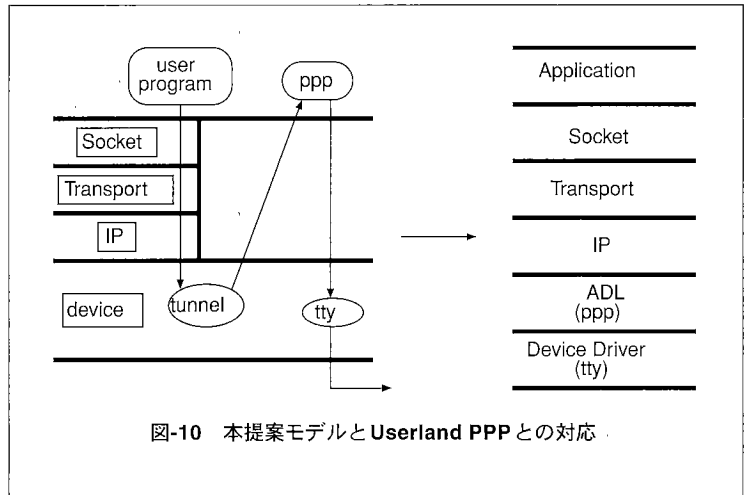 user
program
ppp
Socket
Transport
IP
device
tunnel
tty
Application
Socket
Transport
IP
ADL
(ppp)
Device Driver
(tty)
図-10 本提案モデルとUserland PPPとの対応